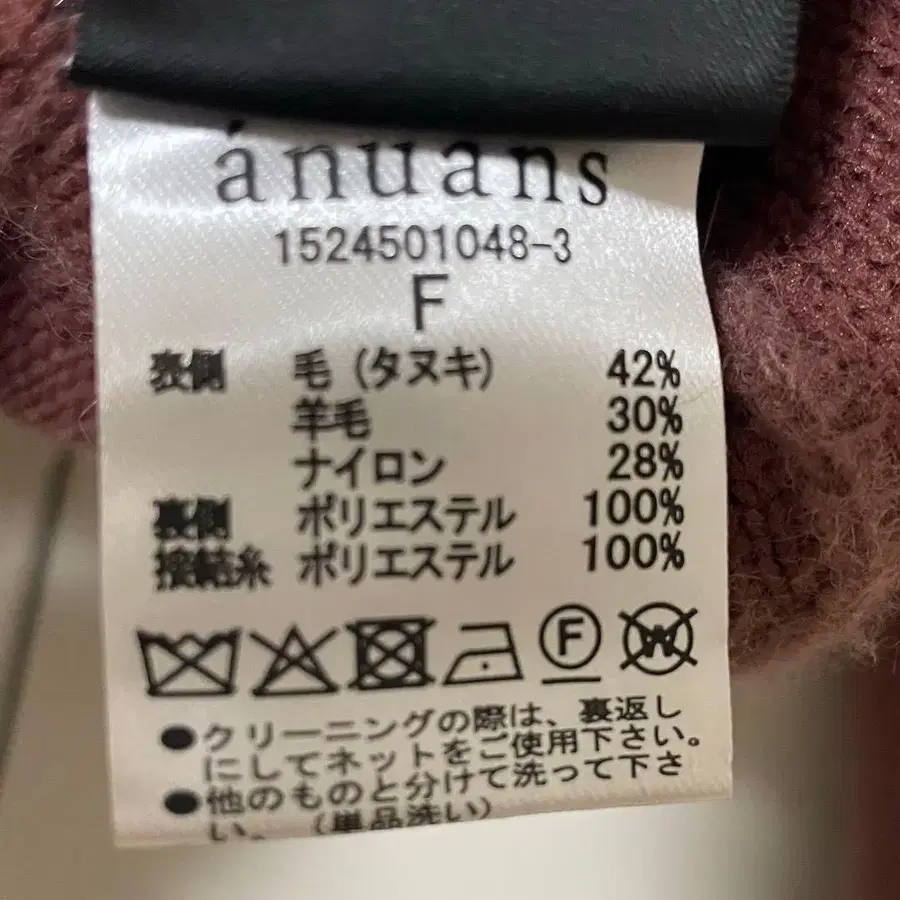 ánuans
1524501048-3
F
表側 毛(タヌキ) 42%
羊毛 30%
ナイロン 28%
裏側 ポリエステル 100%
接結糸 ポリエステル 100%
F W
●クリーニングの際は、裏返し
にしてネットをご使用下さい。
●他のものと分けて洗って下さ
い。(単品洗い)